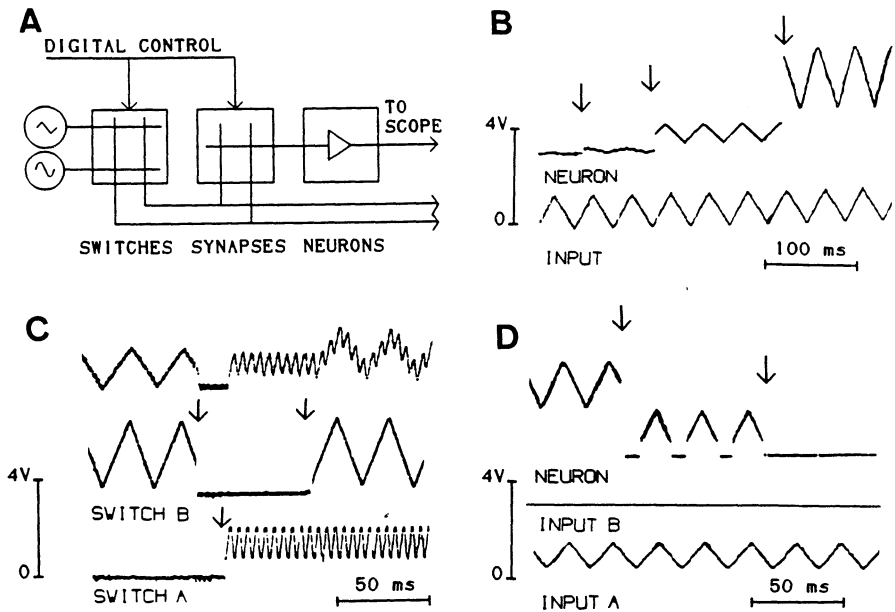 A
DIGITAL CONTROL
TO
SCOPE
SWITCHES SYNAPSES NEURONS
B
4V
NEURON
0
INPUT
100 ms
C
4V
SWITCH B
0
SWITCH A
50 ms
D
4V
NEURON
INPUT B
0
INPUT A
50 ms